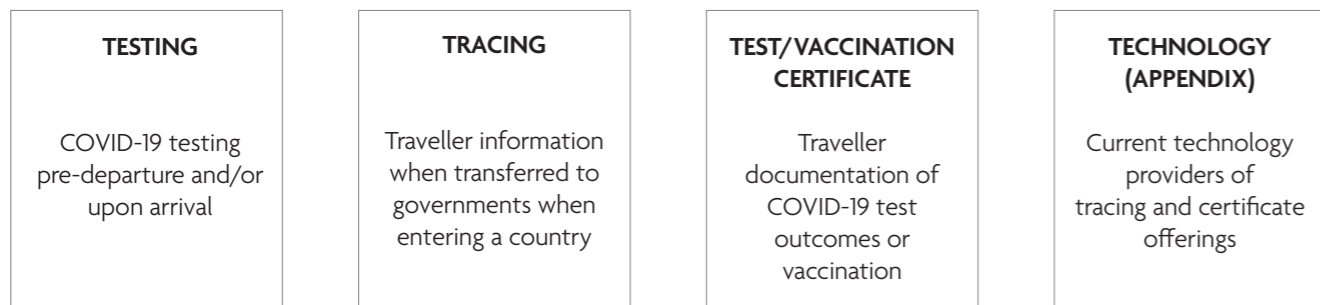 TESTING
COVID-19 testing
pre-departure and/or
upon arrival
TRACING
Traveller information
when transferred to
governments when
entering a country
TEST/VACCINATION
CERTIFICATE
Traveller
documentation of
COVID-19 test
outcomes or
vaccination
TECHNOLOGY
(APPENDIX)
Current technology
providers of
tracing and certificate
offerings